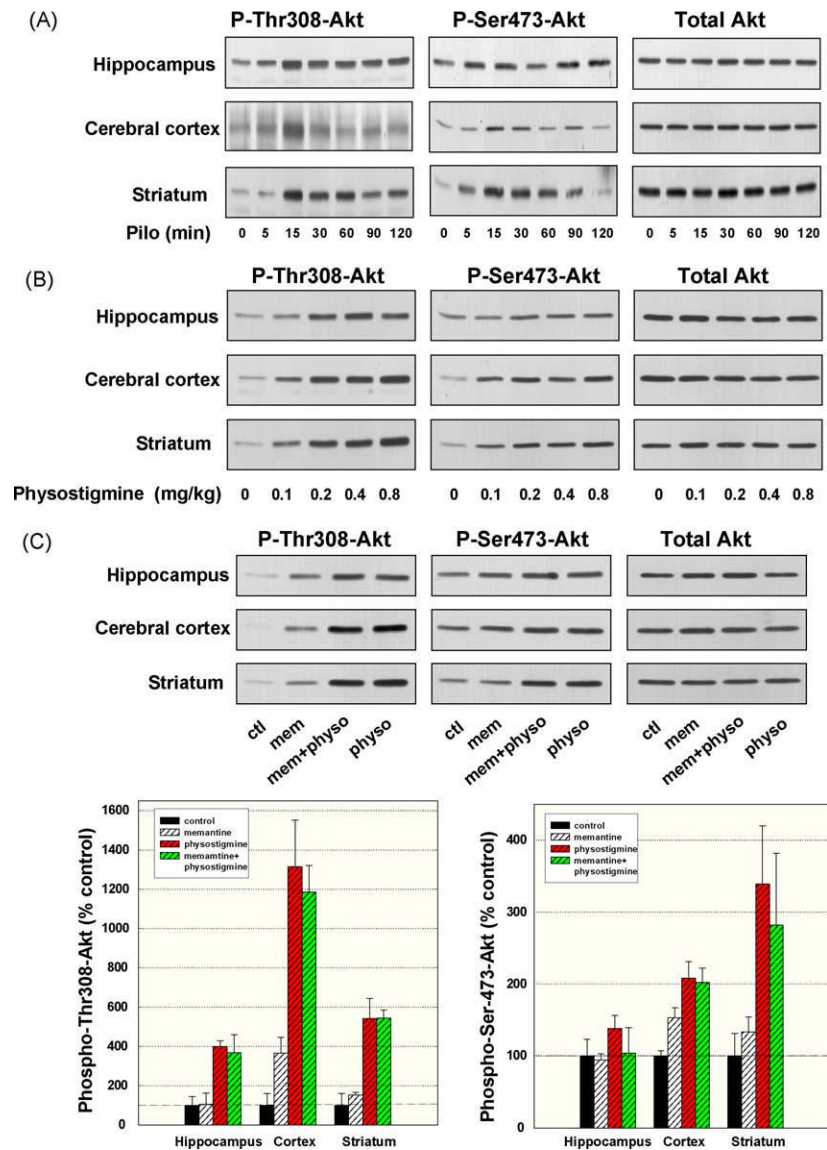 (A)
P-Thr308-Akt P-Ser473-Akt Total Akt
Hippocampus
Cerebral cortex
Striatum
Pilo (min) 0 5 15 30 60 90 120 0 5 15 30 60 90 120 0 5 15 30 60 90 120
(B)
P-Thr308-Akt P-Ser473-Akt Total Akt
Hippocampus
Cerebral cortex
Striatum
Physostigmine (mg/kg) 0 0.1 0.2 0.4 0.8 0 0.1 0.2 0.4 0.8 0 0.1 0.2 0.4 0.8
(C)
P-Thr308-Akt P-Ser473-Akt Total Akt
Hippocampus
Cerebral cortex
Striatum
ctl mem mem+physo physo ctl mem mem+physo physo ctl mem mem+physo physo
Phospho-Thr308-Akt (% control)
1600
1400
1200
1000
800
600
400
200
100
0
control
memantine
physostigmine
memamtine+
physostigmine
Hippocampus Cortex Striatum
Phospho-Ser-473-Akt (% control)
400
300
200
100
0
control
memantine
physostigmine
memantine+
physostigmine
Hippocampus Cortex Striatum